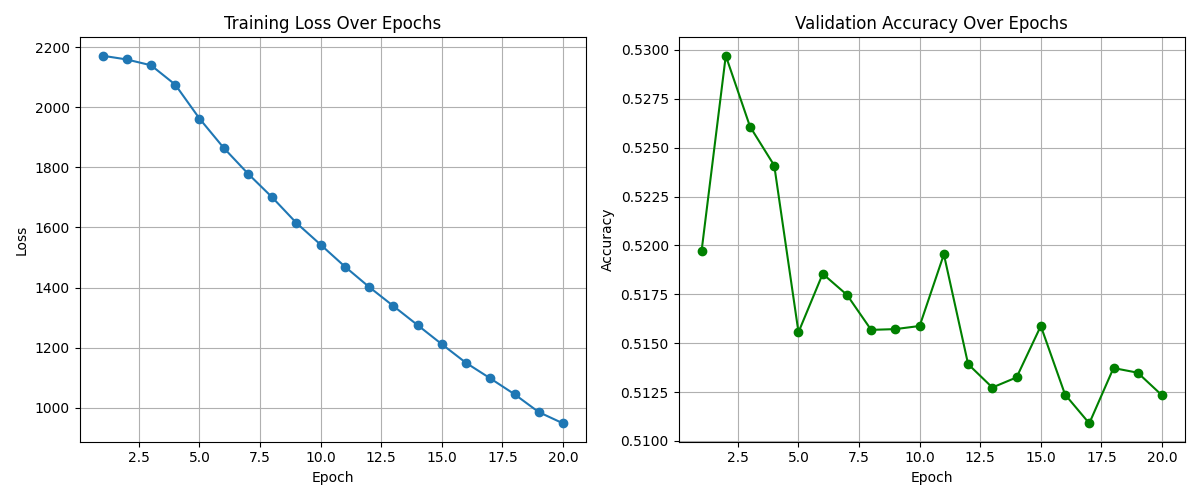 Training Loss Over Epochs
2200
2000
1800
1600
1400
1200
1000
Loss
2.5 5.0 7.5 10.0 12.5 15.0 17.5 20.0
Epoch
Validation Accuracy Over Epochs
0.5300
0.5275
0.5250
0.5225
0.5200
0.5175
0.5150
0.5125
0.5100
Accuracy
2.5 5.0 7.5 10.0 12.5 15.0 17.5 20.0
Epoch